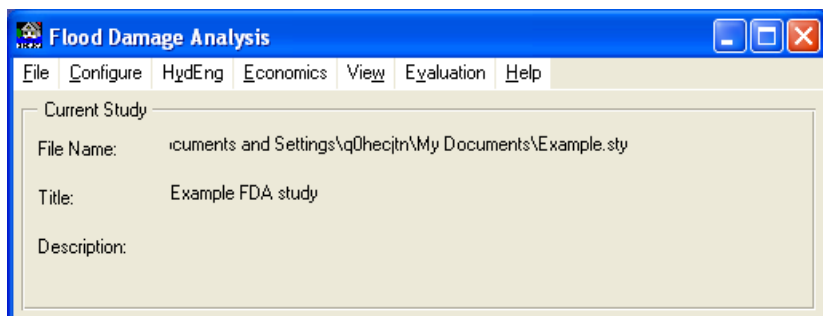 Flood Damage Analysis
File Configure HydEng Economics View Evaluation Help
Current Study
File Name: cuments and Settings\q0hecjtn\My Documents\Example.sty
Title: Example FDA study
Description: